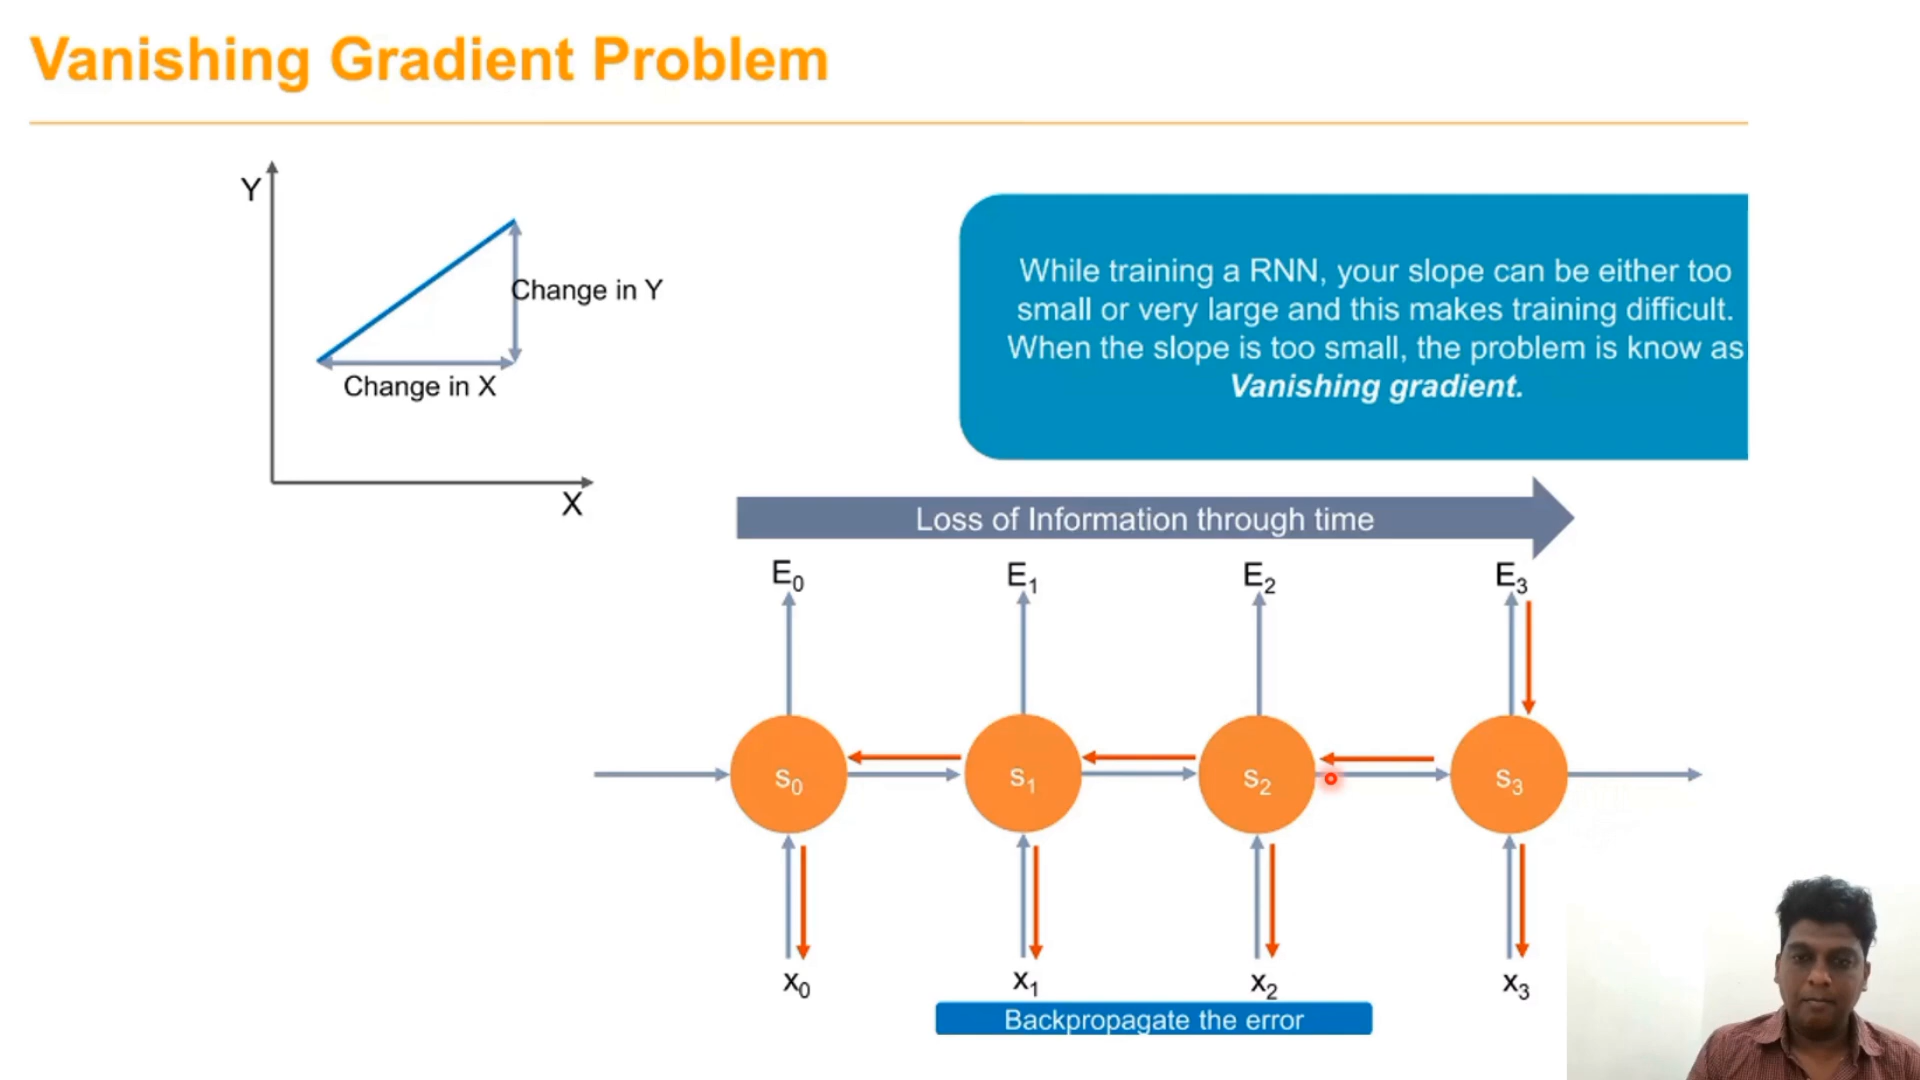 Vanishing Gradient Problem
Y
Change in Y
Change in X
X
While training a RNN, your slope can be either too
small or very large and this makes training difficult.
When the slope is too small, the problem is know as
Vanishing gradient.
Loss of Information through time
E0 E1 E2 E3
s0 s1 s2 s3
x0 x1 x2 x3
Backpropagate the error